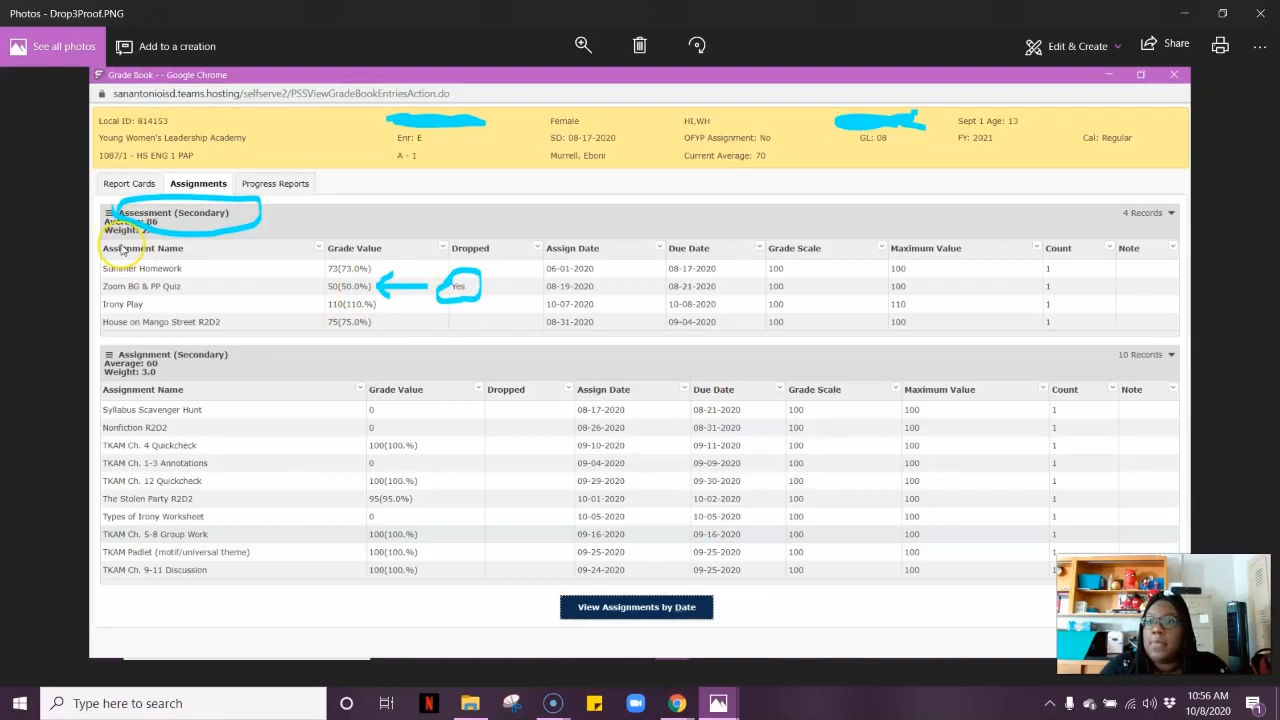 Photos - Drop3Proof.PNG
See all photos
Add to a creation
Edit & Create
Share
Grade Book - - Google Chrome
sanantonioisd.teams.hosting/selfserve2/PSSViewGradeBookEntriesAction.do
Local ID: 814153 Female HI,WH Sept 1 Age: 13
Young Women's Leadership Academy Enr: E SD: 08-17-2020 OFYP Assignment: No GL: 08 FY: 2021 Cal: Regular
1087/1 - HS ENG 1 PAP A - 1 Murrell, Eboni Current Average: 70
Report Cards Assignments Progress Reports
Assessment (Secondary) 4 Records
Average: 86
Weight:
Assignment Name Grade Value Dropped Assign Date Due Date Grade Scale Maximum Value Count Note
Summer Homework 73(73.0%) 06-01-2020 08-17-2020 100 100 1
Zoom BG & PP Quiz 50(50.0%) Yes 08-19-2020 08-21-2020 100 100 1
Irony Play 110(110.%) 10-07-2020 10-08-2020 100 110 1
House on Mango Street R2D2 75(75.0%) 08-31-2020 09-04-2020 100 100 1
Assignment (Secondary) 10 Records
Average: 60
Weight: 3.0
Assignment Name Grade Value Dropped Assign Date Due Date Grade Scale Maximum Value Count Note
Syllabus Scavenger Hunt 0 08-17-2020 08-21-2020 100 100 1
Nonfiction R2D2 0 08-26-2020 08-31-2020 100 100 1
TKAM Ch. 4 Quickcheck 100(100.%) 09-10-2020 09-11-2020 100 100 1
TKAM Ch. 1-3 Annotations 0 09-04-2020 09-09-2020 100 100 1
TKAM Ch. 12 Quickcheck 100(100.%) 09-29-2020 09-30-2020 100 100 1
The Stolen Party R2D2 95(95.0%) 10-01-2020 10-02-2020 100 100 1
Types of Irony Worksheet 0 10-05-2020 10-05-2020 100 100 1
TKAM Ch. 5-8 Group Work 100(100.%) 09-16-2020 09-16-2020 100 100 1
TKAM Padlet (motif/universal theme) 100(100.%) 09-25-2020 09-25-2020 100 100 1
TKAM Ch. 9-11 Discussion 100(100.%) 09-24-2020 09-25-2020 100 100 1
View Assignments by Date
Type here to search
10:56 AM
10/8/2020